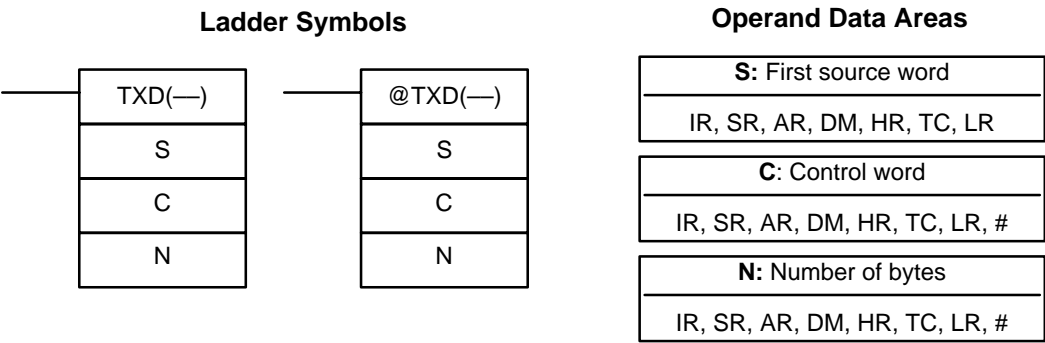 Ladder Symbols
TXD(—)
S
C
N
@TXD(—)
S
C
N
Operand Data Areas
S: First source word
IR, SR, AR, DM, HR, TC, LR
C: Control word
IR, SR, AR, DM, HR, TC, LR, #
N: Number of bytes
IR, SR, AR, DM, HR, TC, LR, #